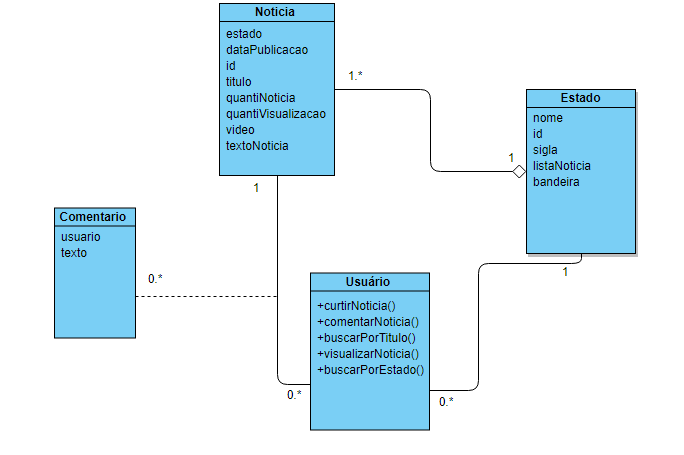 Noticia
estado
dataPublicacao
id
titulo
quantiNoticia
quantiVisualizacao
video
textoNoticia
1
1.*
1
Estado
nome
id
sigla
listaNoticia
bandeira
1
Comentario
usuario
texto
0.*
Usuário
+curtirNoticia()
+comentarNoticia()
+buscarPorTitulo()
+visualizarNoticia()
+buscarPorEstado()
0.*
0.*